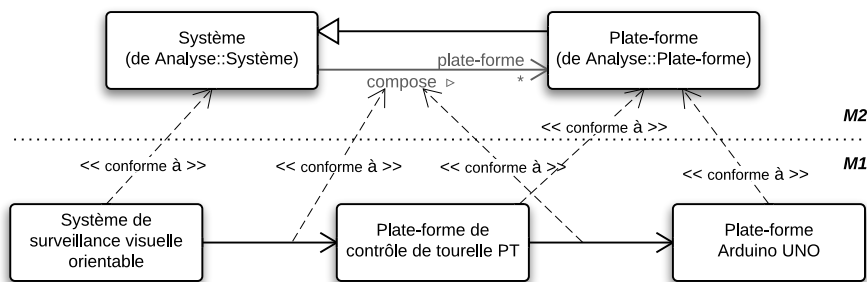 Système
(de Analyse::Système)
Plate-forme
(de Analyse::Plate-forme)
plate-forme
compose ▹
*
M2
<< conforme à >>
M1
<< conforme à >>
<< conforme à >>
<< conforme à >>
<< conforme à >>
Système de
surveillance visuelle
orientable
Plate-forme de
contrôle de tourelle PT
Plate-forme
Arduino UNO